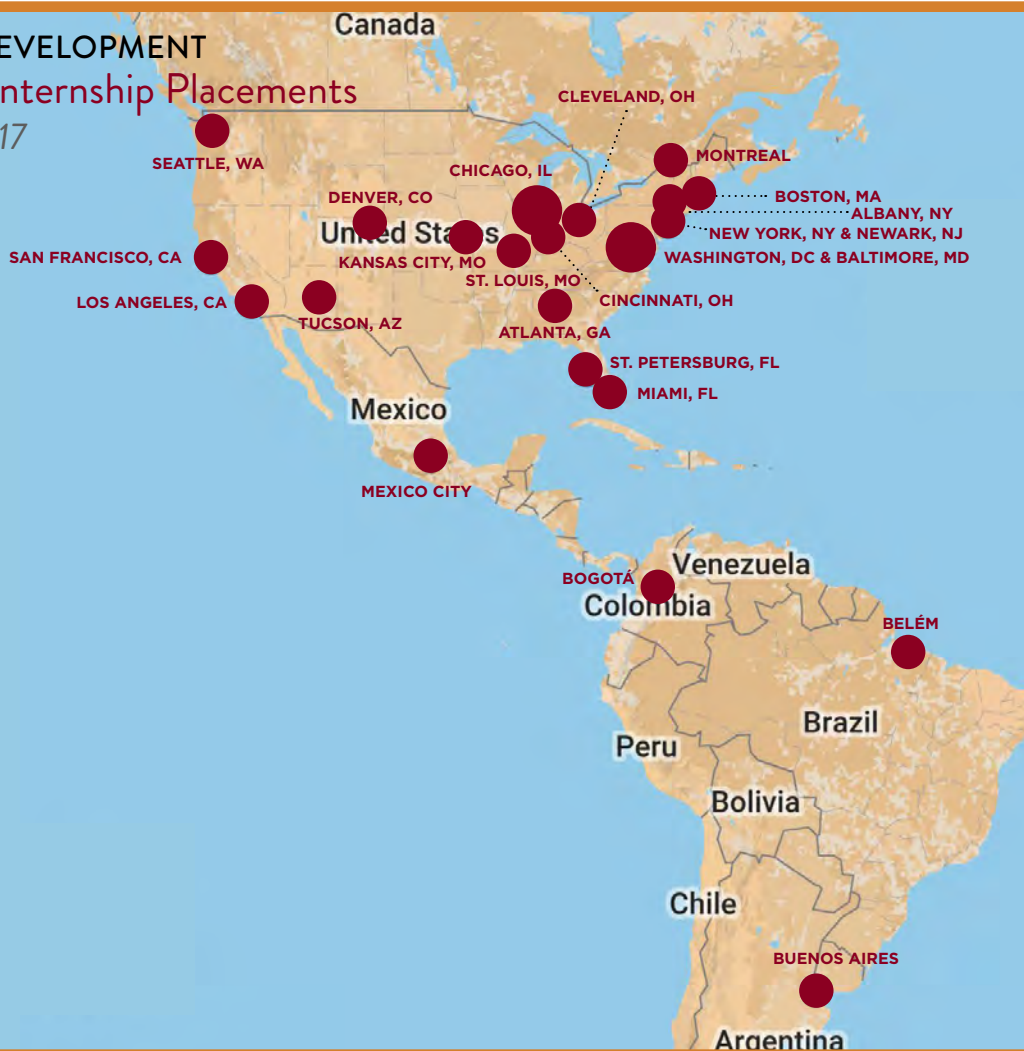 Canada
EVELOPMENT
nternship Placements
17
CLEVELAND, OH
SEATTLE, WA
CHICAGO, IL
MONTREAL
DENVER, CO
BOSTON, MA
ALBANY, NY
United States
NEW YORK, NY & NEWARK, NJ
SAN FRANCISCO, CA
KANSAS CITY, MO
WASHINGTON, DC & BALTIMORE, MD
ST. LOUIS, MO
LOS ANGELES, CA
CINCINNATI, OH
TUCSON, AZ
ATLANTA, GA
ST. PETERSBURG, FL
MIAMI, FL
Mexico
MEXICO CITY
Venezuela
BOGOTÁ
Colombia
BELÉM
Brazil
Peru
Bolivia
Chile
BUENOS AIRES
Argentina